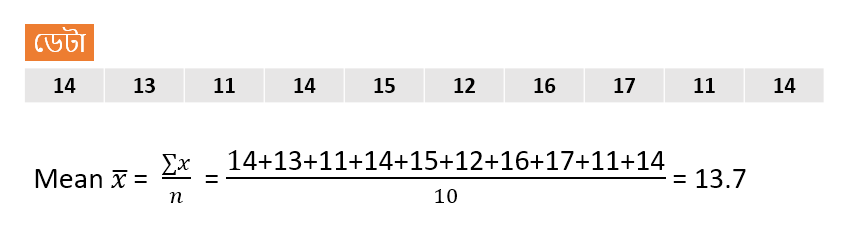 ডেটা
14 13 11 14 15 12 16 17 11 14
Mean x̅ = ∑x/n = 14+13+11+14+15+12+16+17+11+14/10 = 13.7